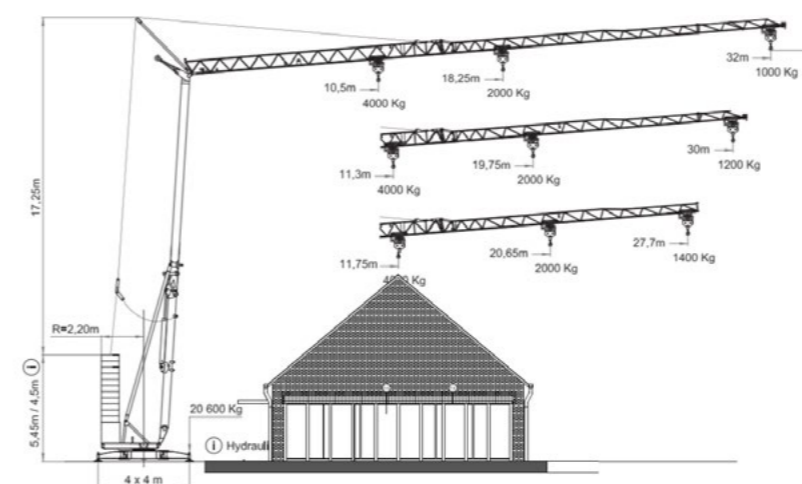 32m
1000 Kg
18,25m
2000 Kg
10,5m
4000 Kg
30m
1200 Kg
19,75m
2000 Kg
11,3m
4000 Kg
27,7m
1400 Kg
20,65m
2000 Kg
11,75m
17,25m
R=2,20m
5,45m / 4,5m i
20 600 Kg
i Hydrauli
4 x 4 m